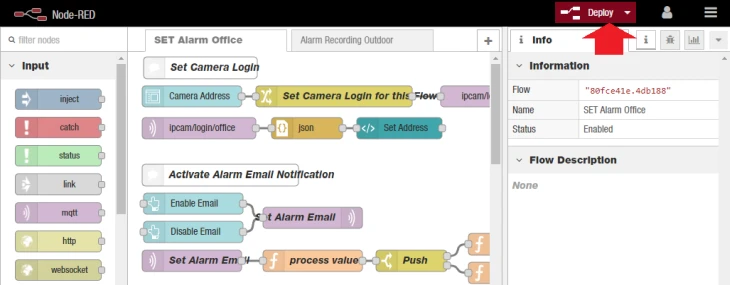 Node-RED
Deploy
filter nodes
SET Alarm Office
Alarm Recording Outdoor
Info
Input
inject
catch
status
link
mqtt
http
websocket
Set Camera Login
Camera Address
Set Camera Login for this Flow
ipcam/lo
ipcam/login/office
json
Set Address
Activate Alarm Email Notification
Enable Email
Disable Email
Set Alarm Email
Set Alarm Email
process value
Push
Information
Flow
"80fce41e.4db188"
Name
SET Alarm Office
Status
Enabled
Flow Description
None